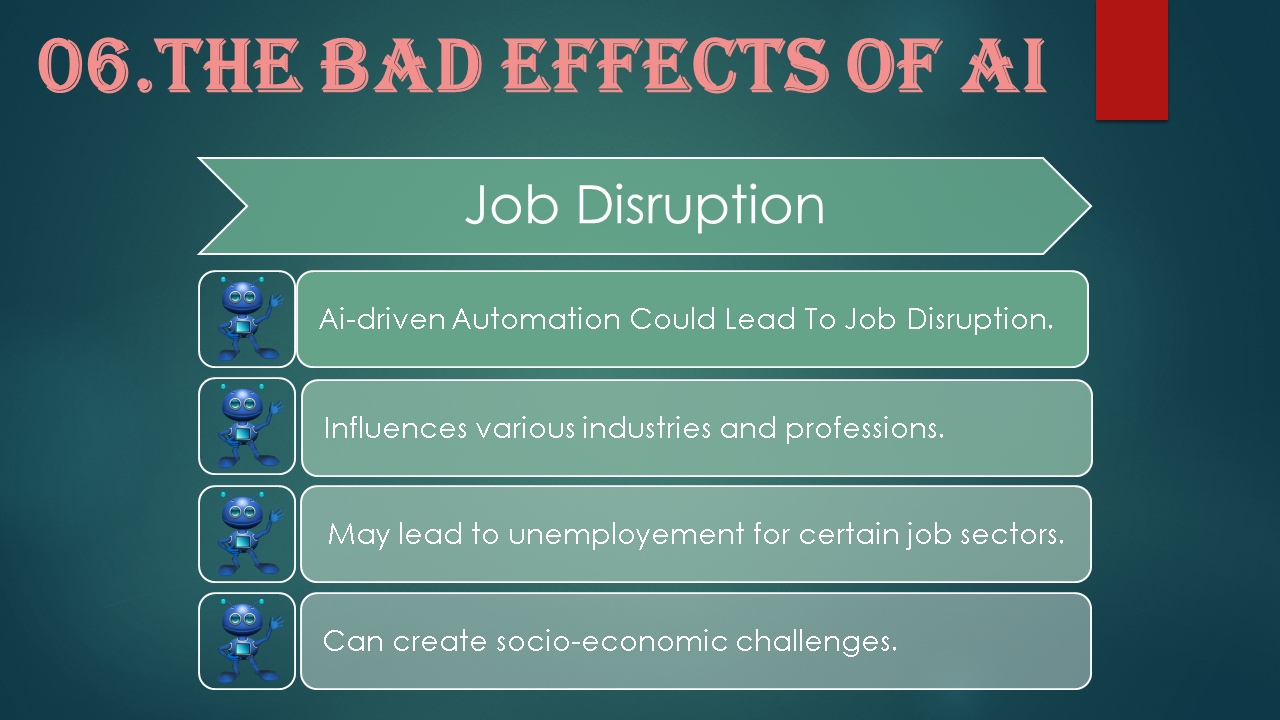 06.THE BAD EFFECTS OF AI
Job Disruption
Ai-driven Automation Could Lead To Job Disruption.
Influences various industries and professions.
May lead to unemployement for certain job sectors.
Can create socio-economic challenges.